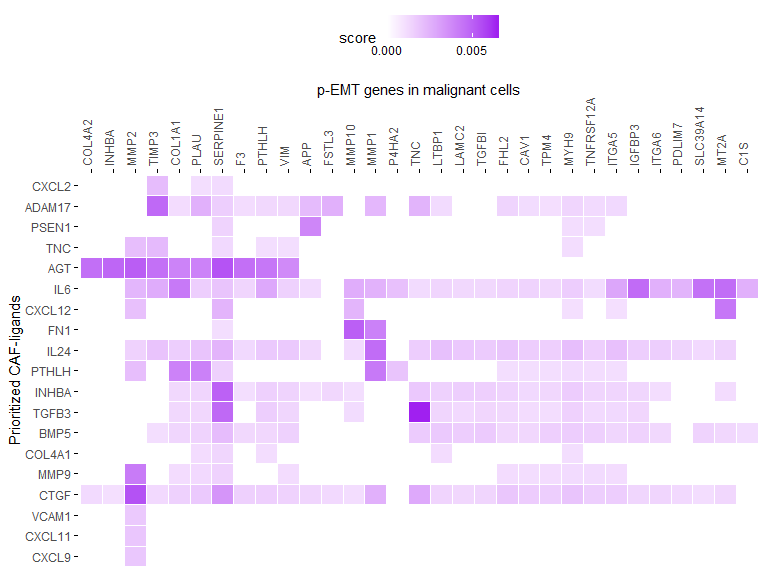 score
0.000 0.005
p-EMT genes in malignant cells
COL4A2 INHBA MMP2 TIMP3 COL1A1 PLAU SERPINE1 F3 PTHLH VIM APP FSTL3 MMP10 MMP1 P4HA2 TNC LTBP1 LAMC2 TGFBI FHL2 CAV1 TPM4 MYH9 TNFRSF12A ITGA5 IGFBP3 ITGA6 PDLIM7 SLC39A14 MT2A C1S
Prioritized CAF-ligands
CXCL2
ADAM17
PSEN1
TNC
AGT
IL6
CXCL12
FN1
IL24
PTHLH
INHBA
TGFB3
BMP5
COL4A1
MMP9
CTGF
VCAM1
CXCL11
CXCL9